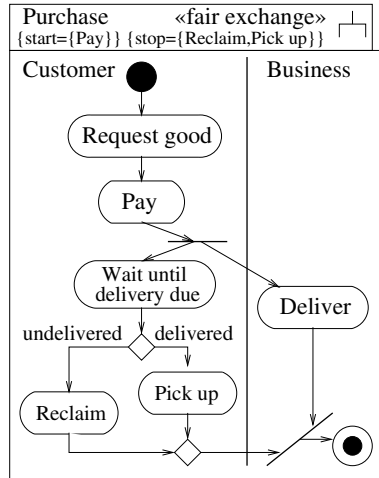 Purchase «fair exchange»
{start={Pay}} {stop={Reclaim,Pick up}}
Customer Business
Request good
Pay
Wait until
delivery due
Deliver
undelivered delivered
Pick up
Reclaim